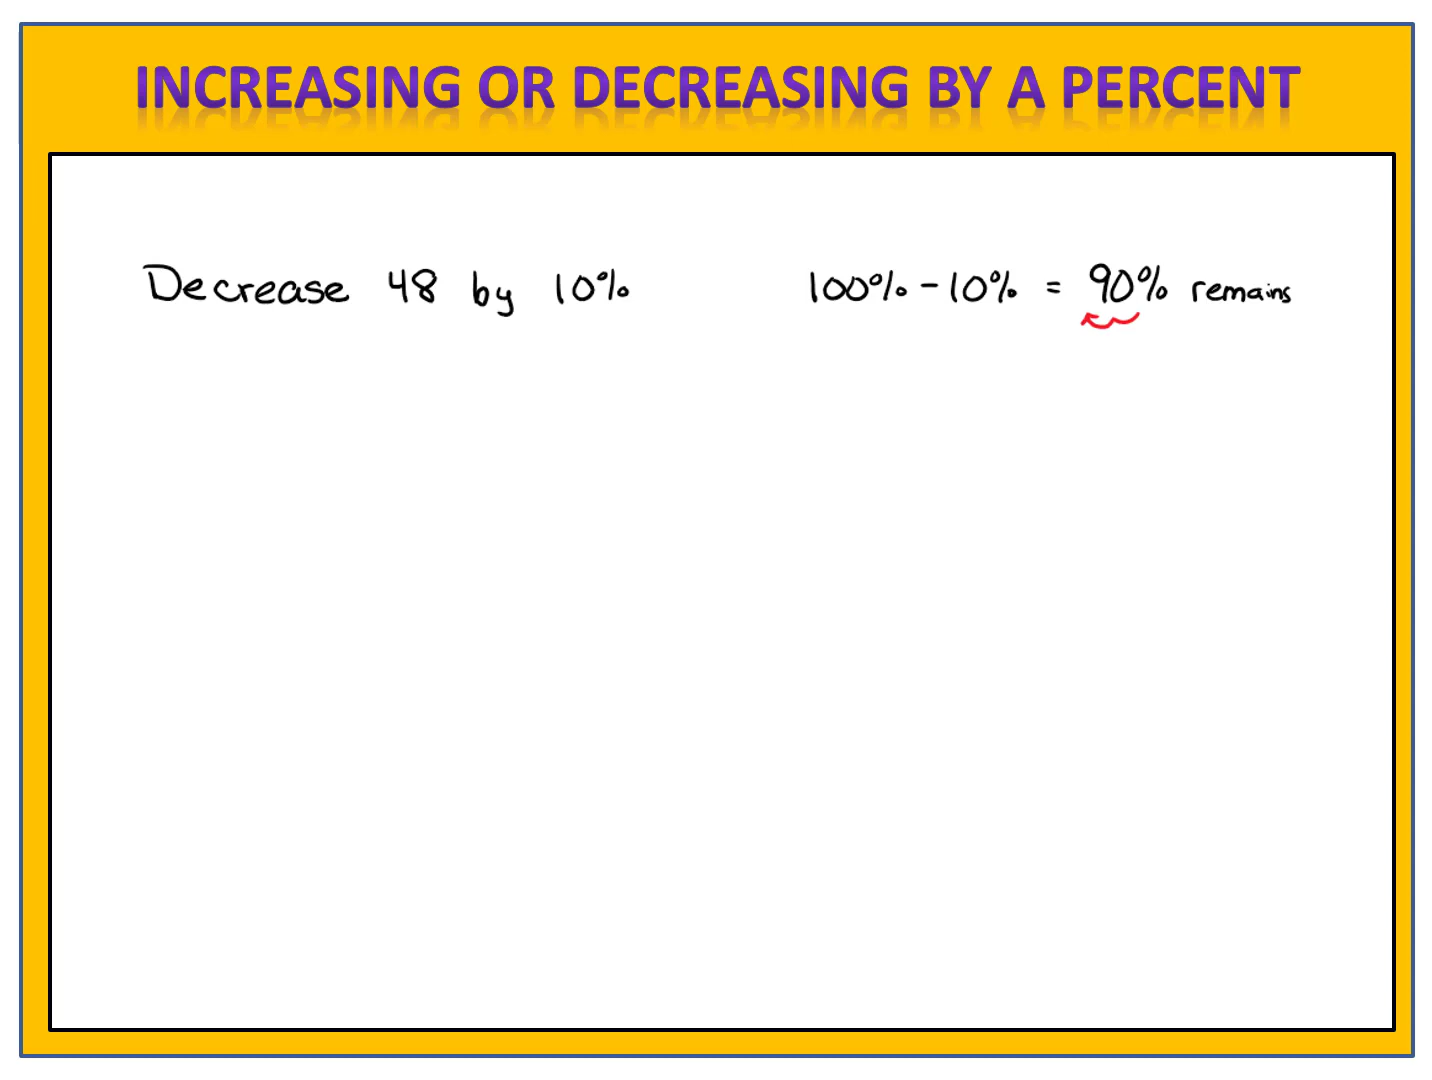 INCREASING OR DECREASING BY A PERCENT
Decrease 48 by 10% 100% - 10% = 90% remains